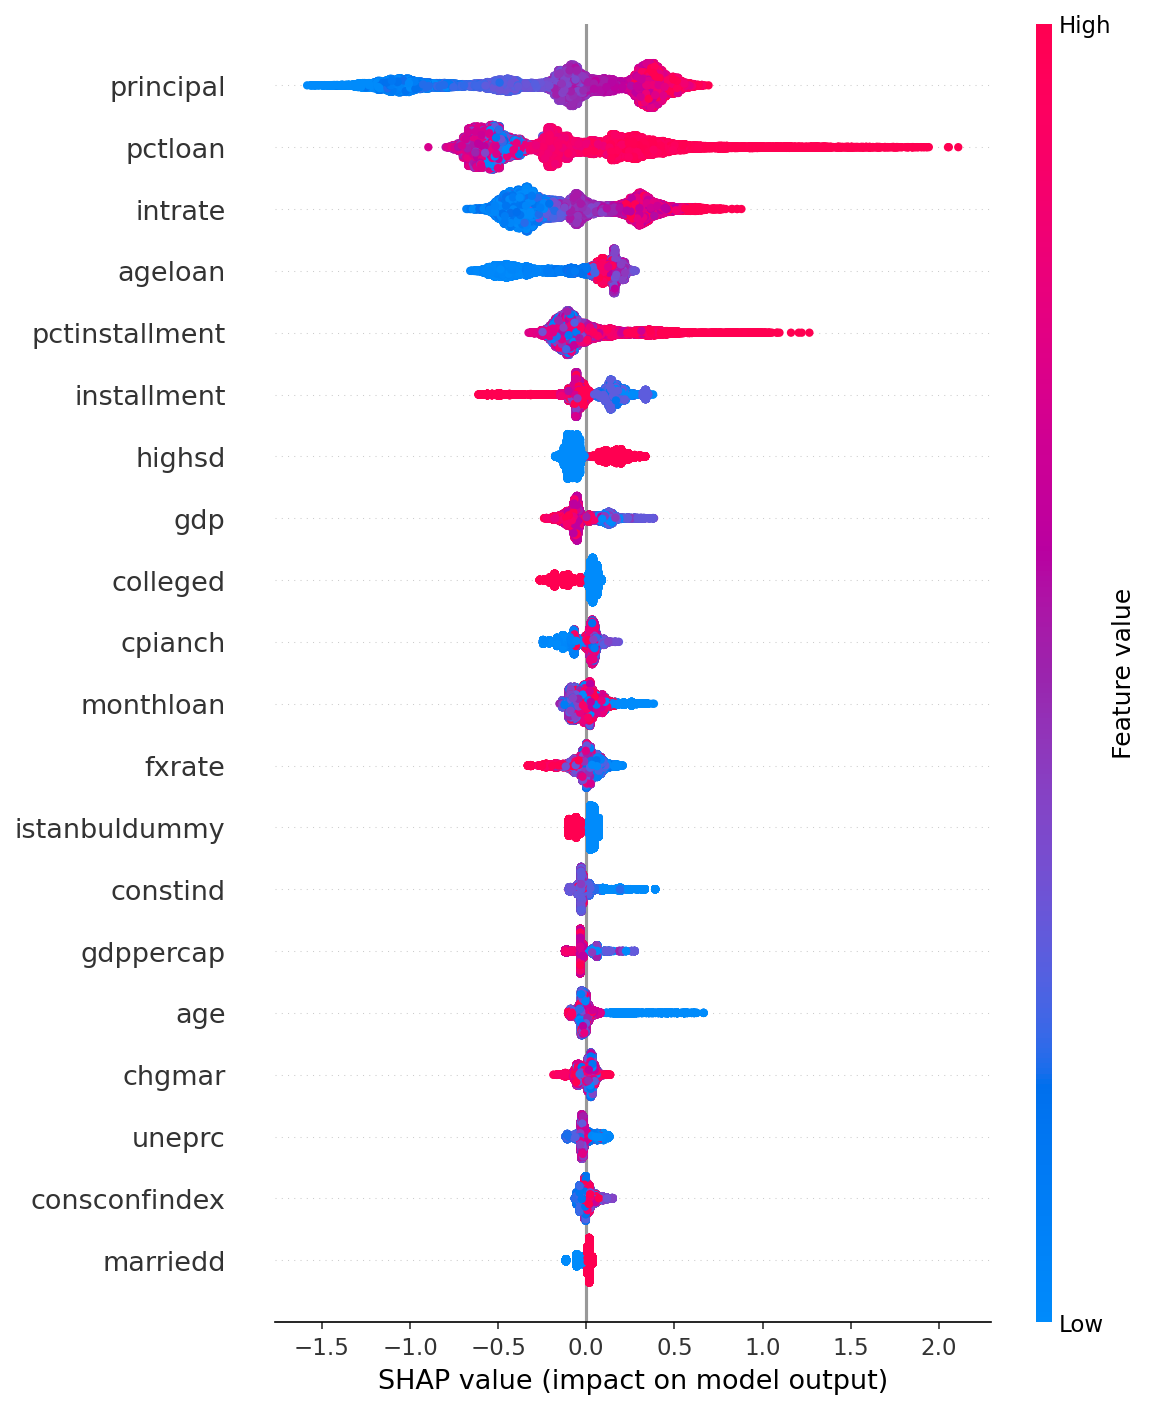 High
principal
pctloan
intrate
ageloan
pctinstallment
installment
highsd
gdp
colleged
cpianch
monthloan
fxrate
istanbuldummy
constind
gdppercap
age
chgmar
uneprc
consconfindex
marriedd
Feature value
Low
−1.5 −1.0 −0.5 0.0 0.5 1.0 1.5 2.0
SHAP value (impact on model output)